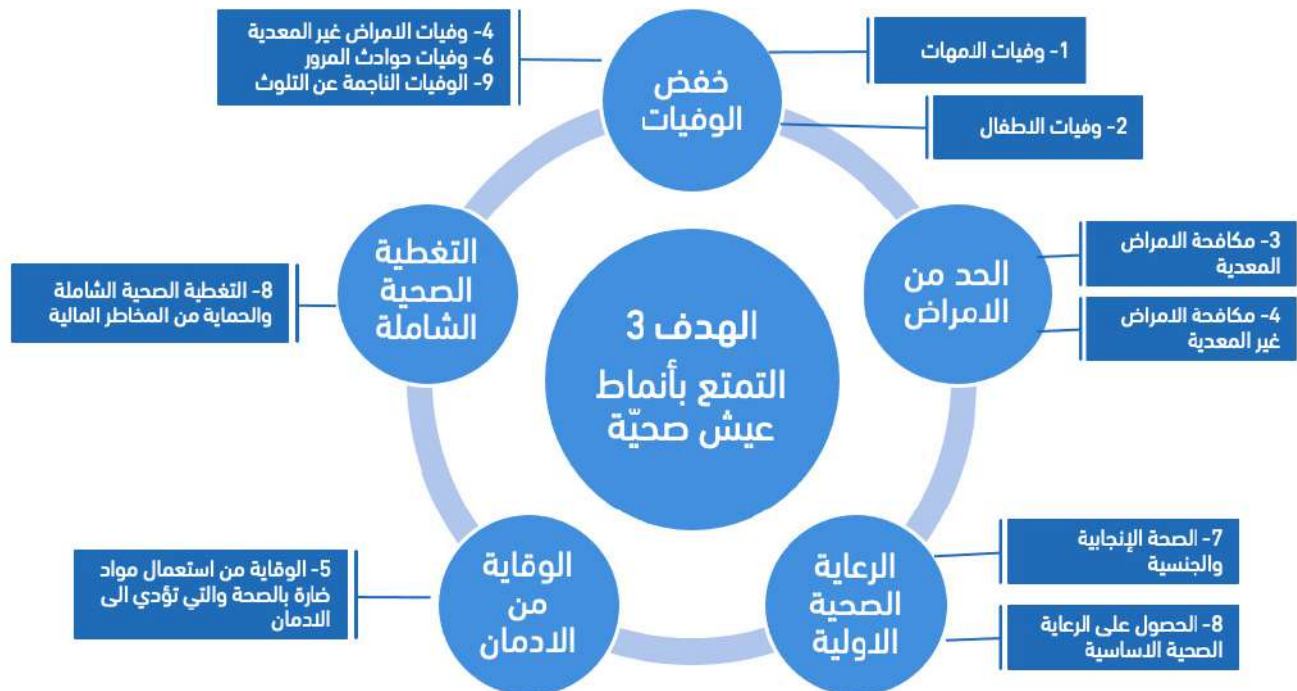 خفض
الوفيات
1- وفيات الامهات
2- وفيات الاطفال
4- وفيات الامراض غير المعدية
6- وفيات حوادث المرور
9- الوفيات الناجمة عن التلوث
الحد من
الامراض
3- مكافحة الامراض
المعدية
4- مكافحة الامراض
غير المعدية
التغطية
الصحية
الشاملة
8- التغطية الصحية الشاملة
والحماية من المخاطر المالية
الهدف 3
التمتع بأنماط
عيش صحيّة
الرعاية
الصحية
الاولية
7- الصحة الإنجابية
والجنسية
8- الحصول على الرعاية
الصحية الاساسية
الوقاية
من
الادمان
5- الوقاية من استعمال مواد
ضارة بالصحة والتي تؤدي الى
الادمان